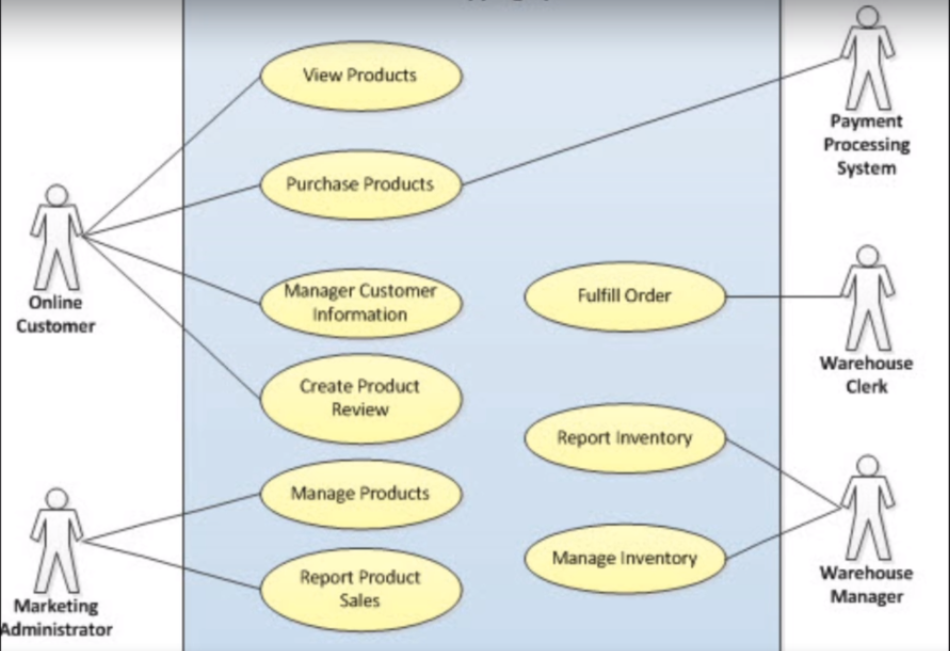 View Products
Purchase Products
Manager Customer
Information
Create Product
Review
Manage Products
Report Product
Sales
Fulfill Order
Report Inventory
Manage Inventory
Online
Customer
Marketing
Administrator
Payment
Processing
System
Warehouse
Clerk
Warehouse
Manager